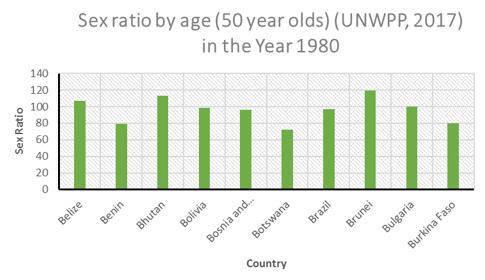 Sex ratio by age (50 year olds) (UNWPP, 2017)
in the Year 1980
140
120
100
80
60
40
20
0
Sex Ratio
Belize
Benin
Bhutan
Bolivia
Bosnia and...
Botswana
Brazil
Brunei
Bulgaria
Burkina Faso
Country